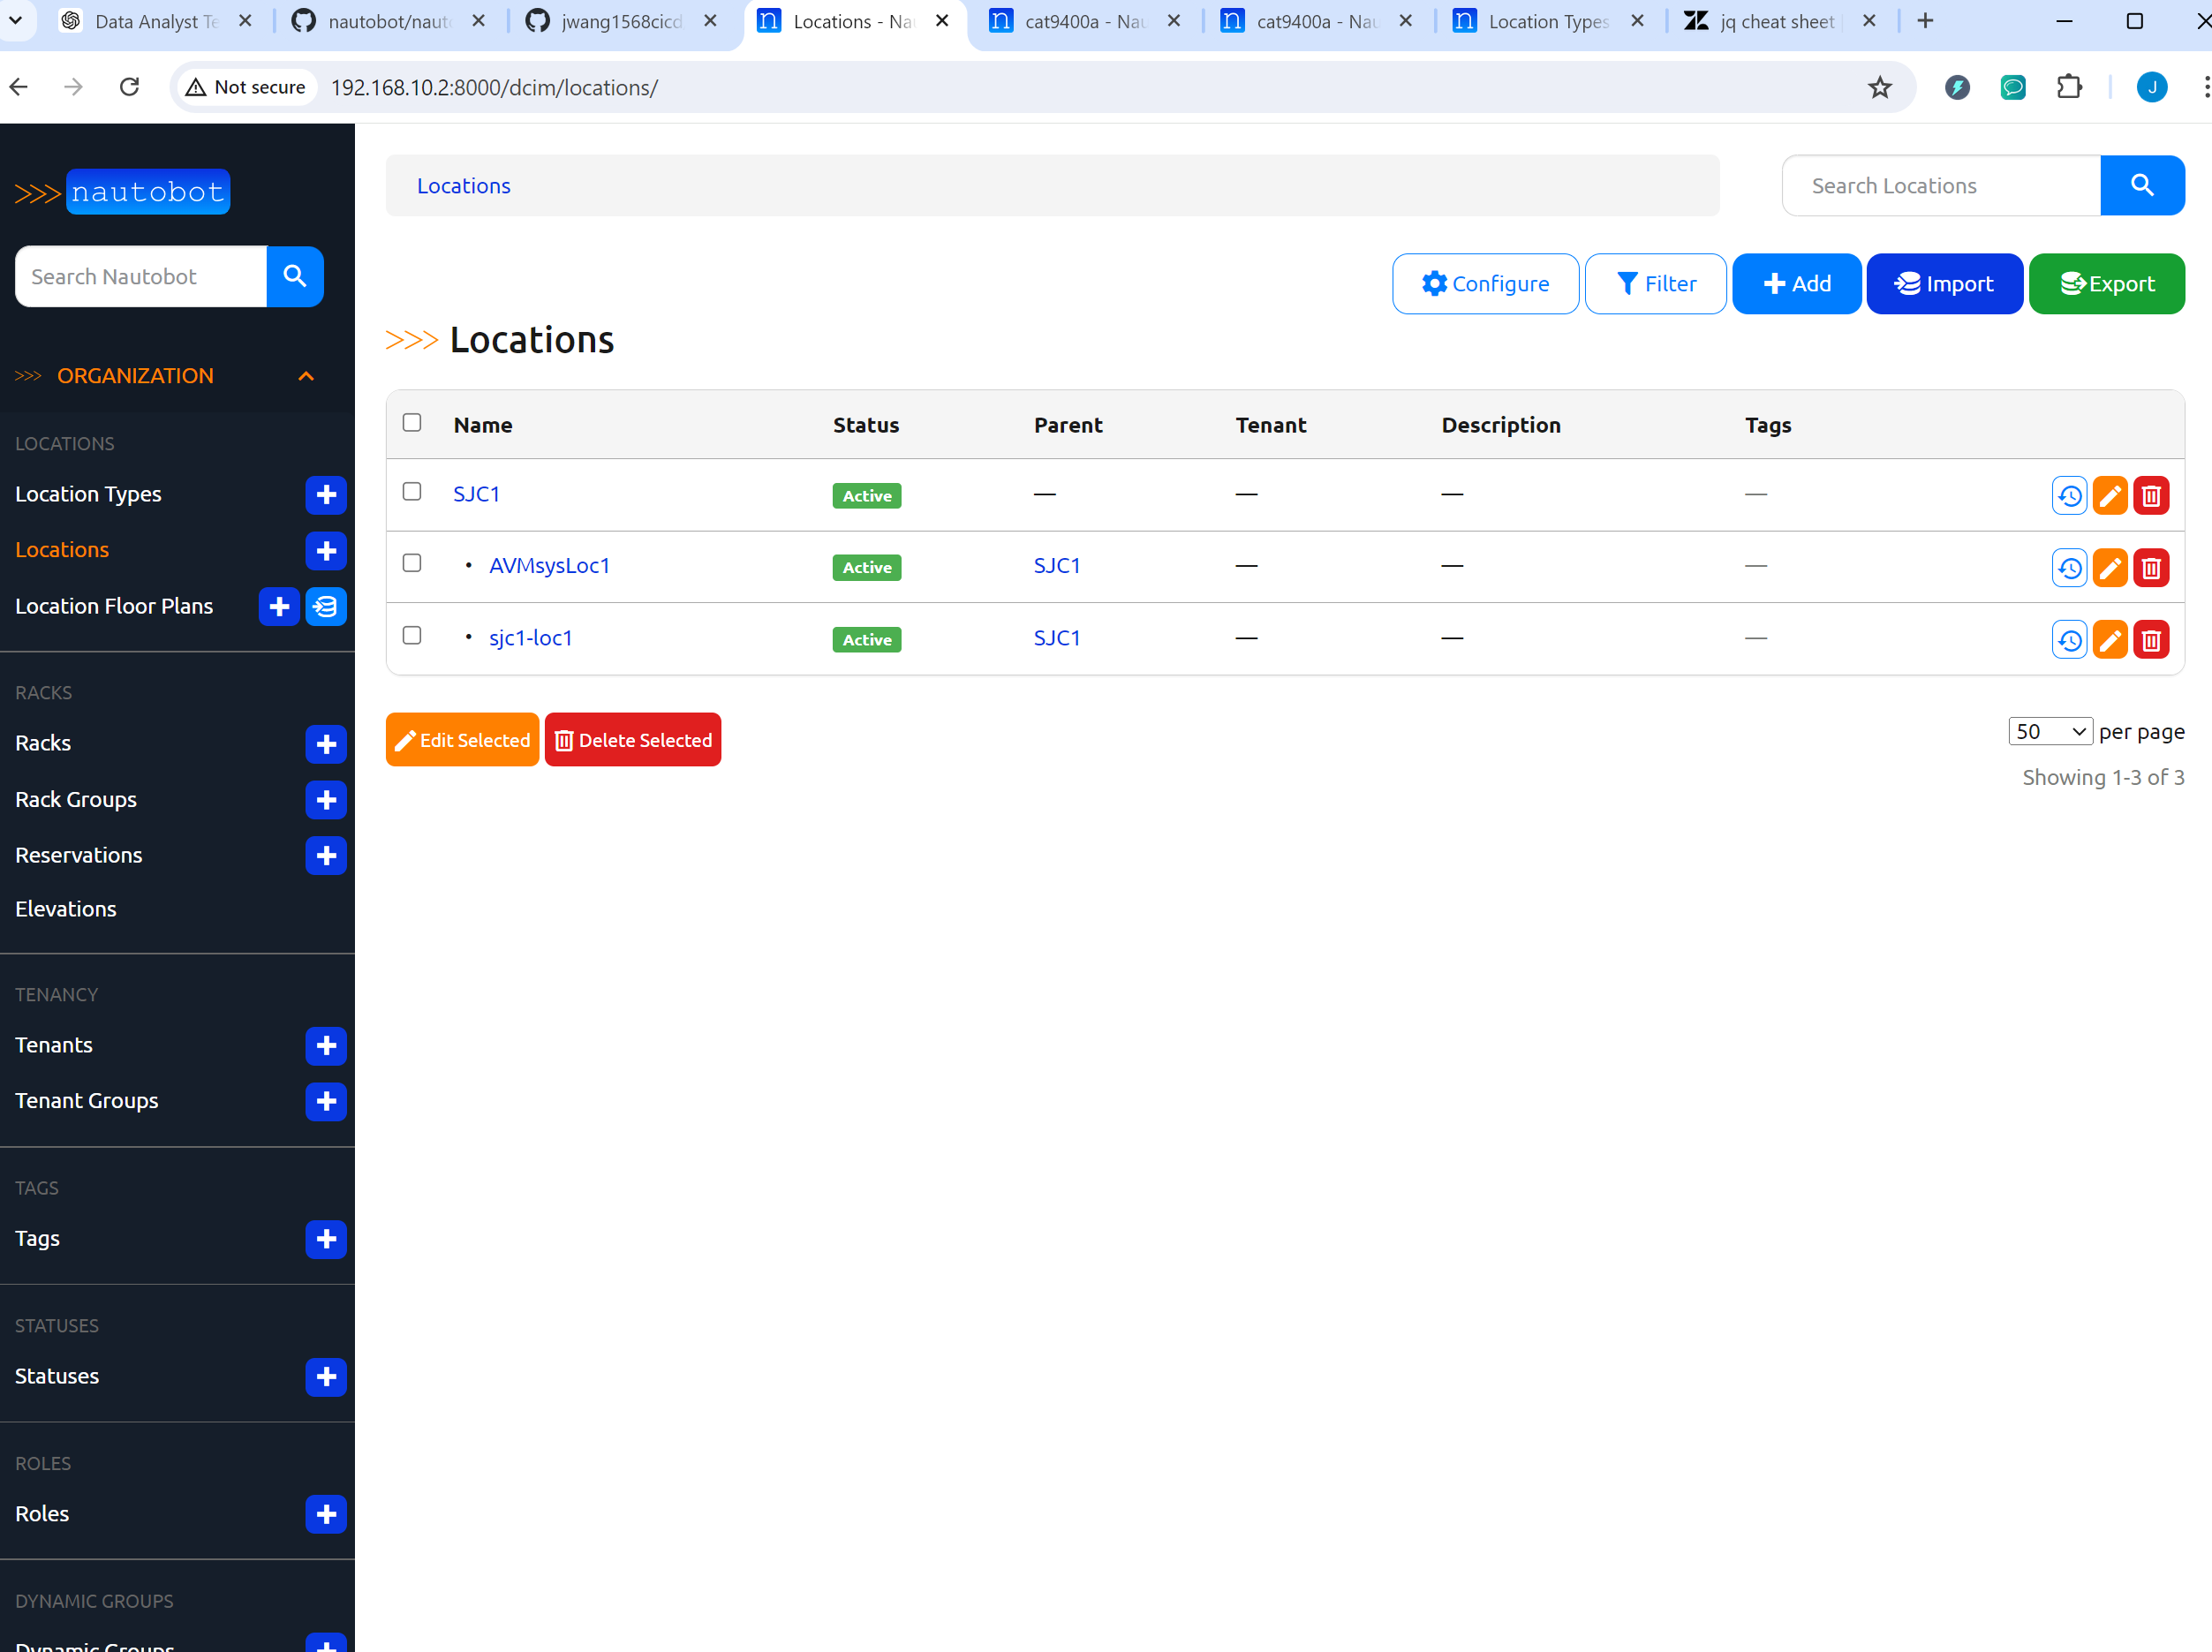 Data Analyst Te
nautobot/nauto
jwang1568cicd
Locations - Nau
cat9400a - Nau
cat9400a - Nau
Location Types
jq cheat sheet
Not secure
192.168.10.2:8000/dcim/locations/
J
>>> nautobot
Search Nautobot
>>> ORGANIZATION
LOCATIONS
Location Types
Locations
Location Floor Plans
RACKS
Racks
Rack Groups
Reservations
Elevations
TENANCY
Tenants
Tenant Groups
TAGS
Tags
STATUSES
Statuses
ROLES
Roles
DYNAMIC GROUPS
Dynamic Groups
Locations
Search Locations
Configure Filter Add Import Export
>>> Locations
Name Status Parent Tenant Description Tags
SJC1 Active — — — —
• AVMsysLoc1 Active SJC1 — — —
• sjc1-loc1 Active SJC1 — — —
Edit Selected Delete Selected
50 per page
Showing 1-3 of 3